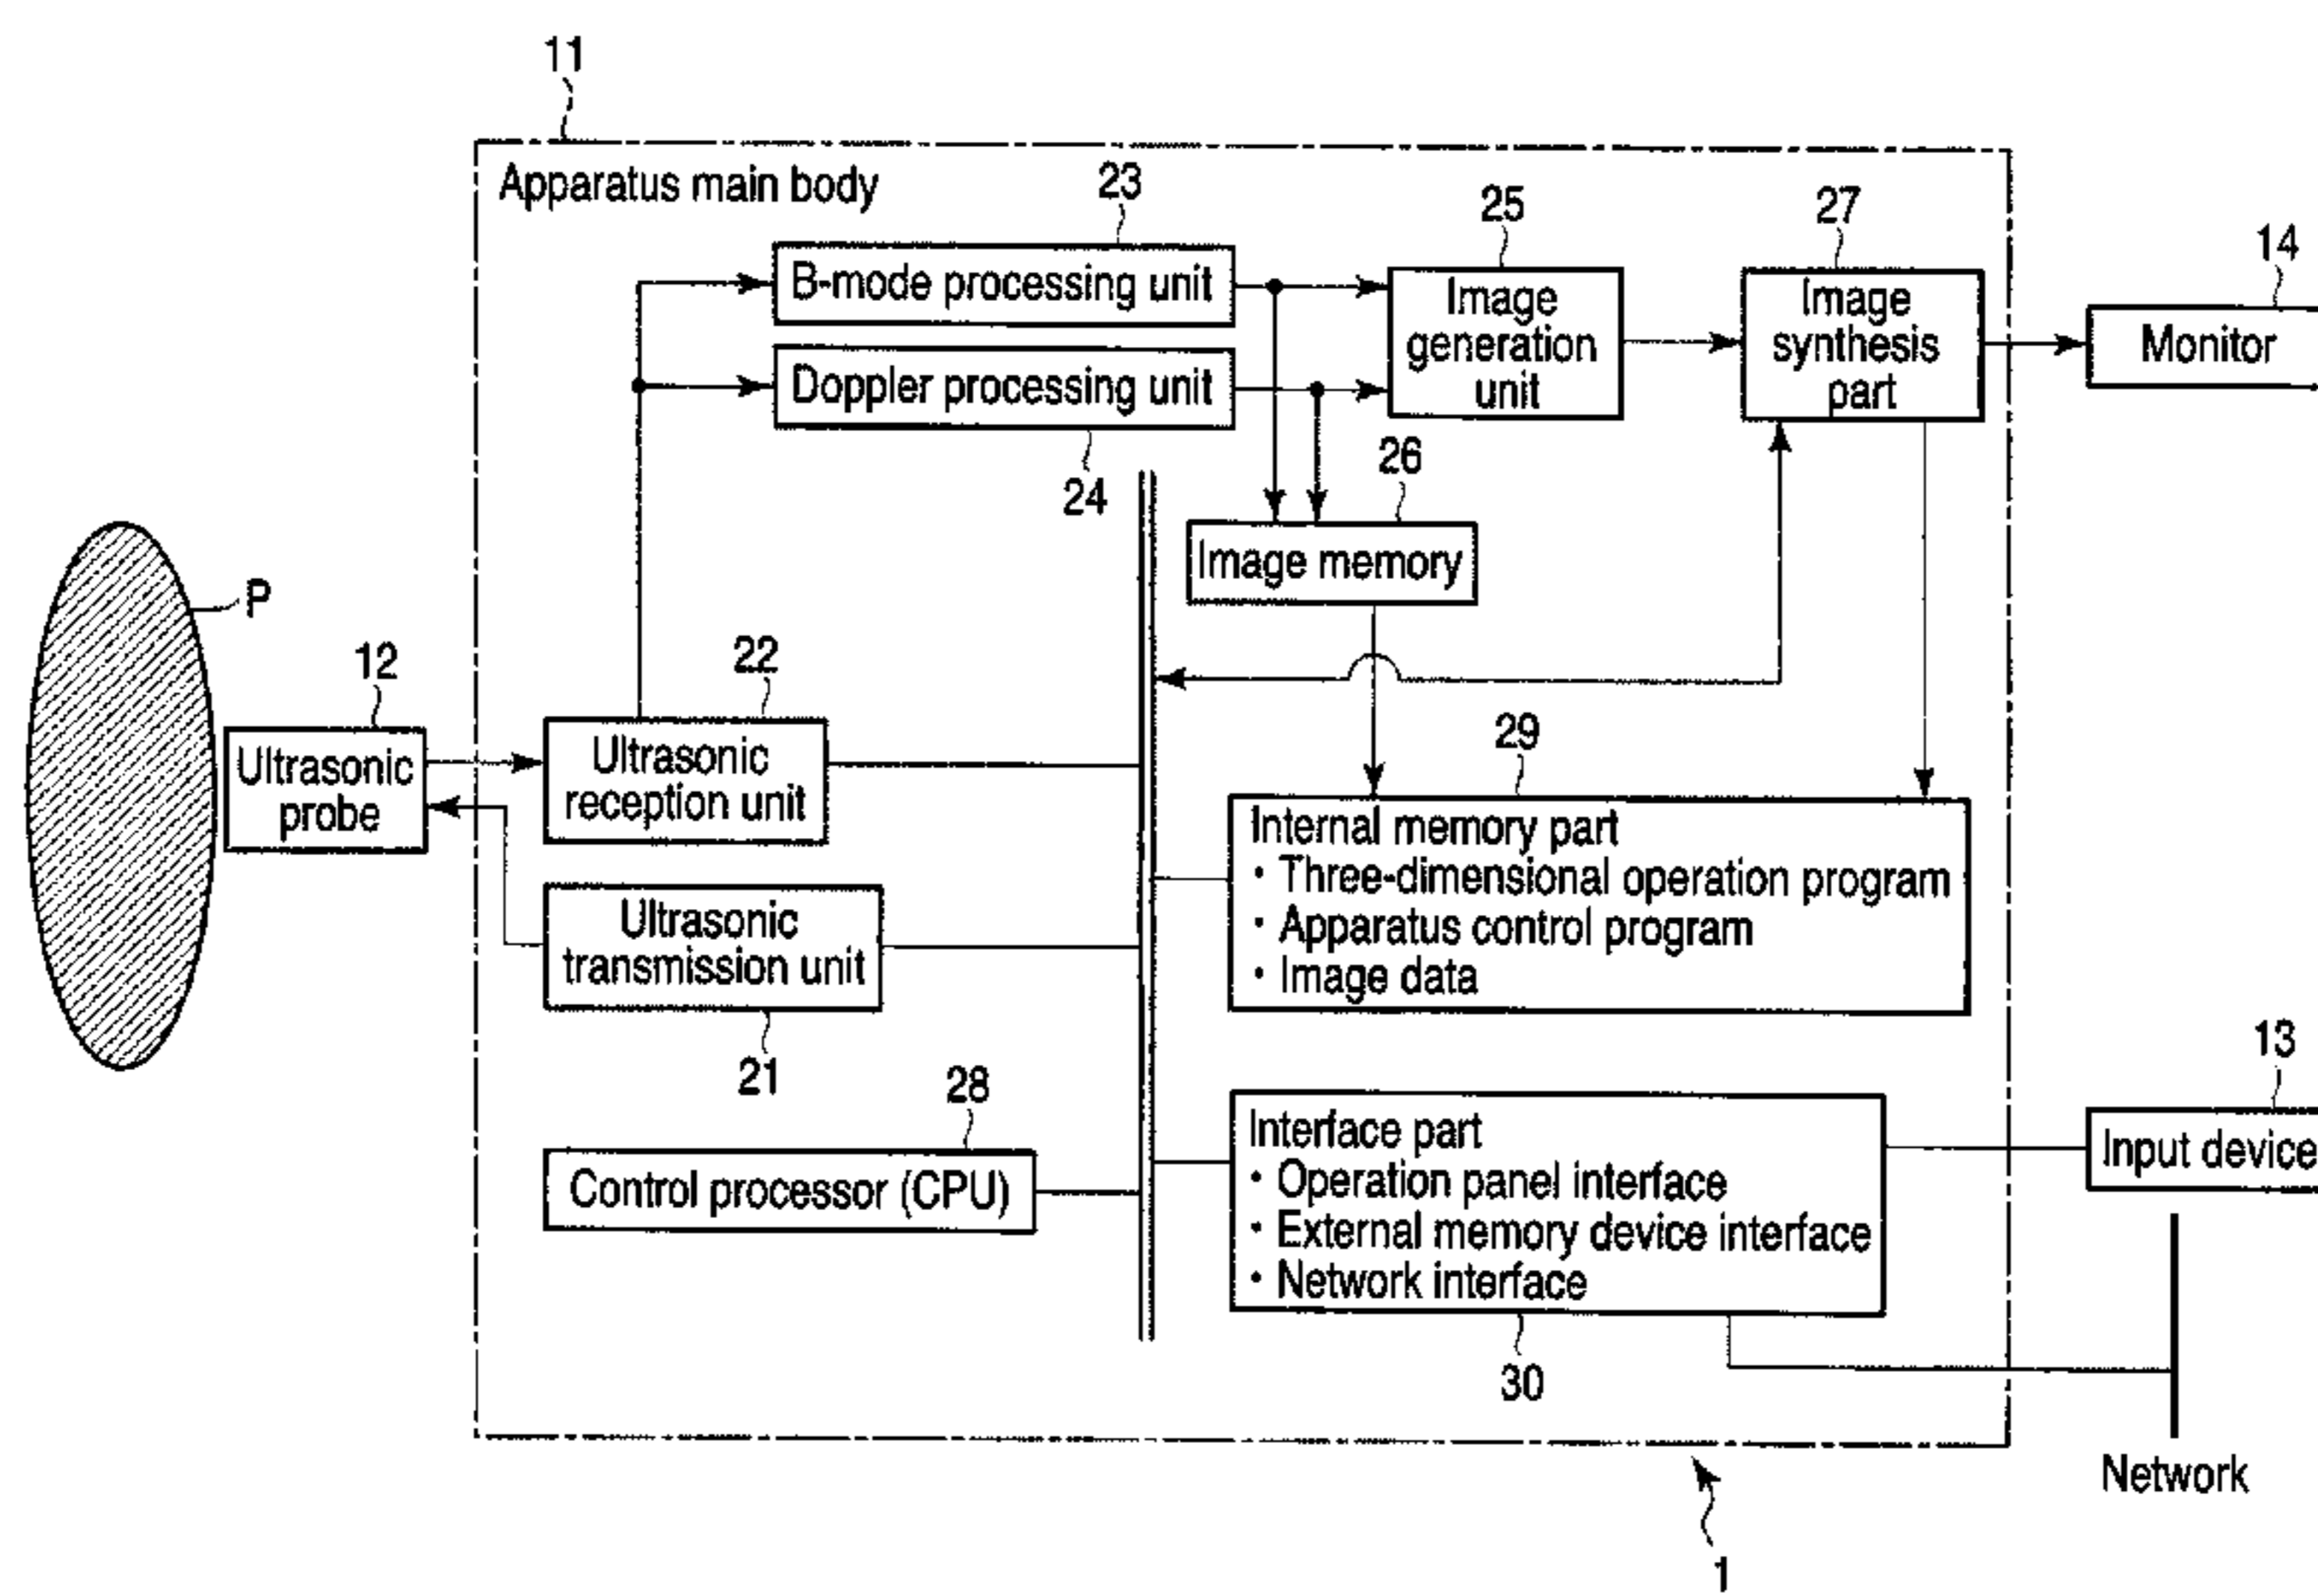 11
Apparatus main body
23
B-mode processing unit
Doppler processing unit
24
25
Image
generation
unit
27
Image
synthesis
part
14
Monitor
26
Image memory
P
12
Ultrasonic
probe
22
Ultrasonic
reception unit
Ultrasonic
transmission unit
21
28
Control processor (CPU)
29
Internal memory part
・Three-dimensional operation program
・Apparatus control program
・Image data
Interface part
・Operation panel interface
・External memory device interface
・Network interface
30
13
Input device
Network
1